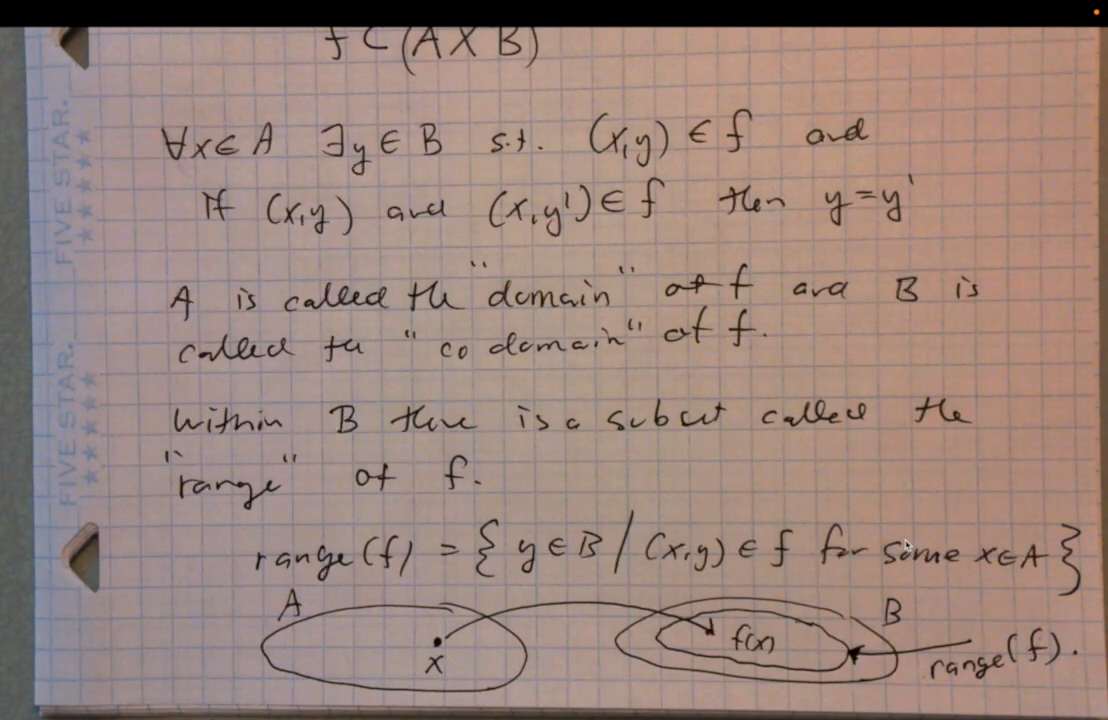 f ⊂ (A X B)
∀x∈A ∃y∈B s.t. (x,y) ∈ f and
If (x,y) and (x,y')∈ f then y=y'
A is called the "domain" of f and B is
called the "co domain" of f.
Within B there is a subset called the
"range" of f.
range(f) = { y∈B / (x,y) ∈ f for some x∈A }
A
B
f(x)
x
range(f).
FIVE STAR.
★★★★★
FIVE STAR.
★★★★★